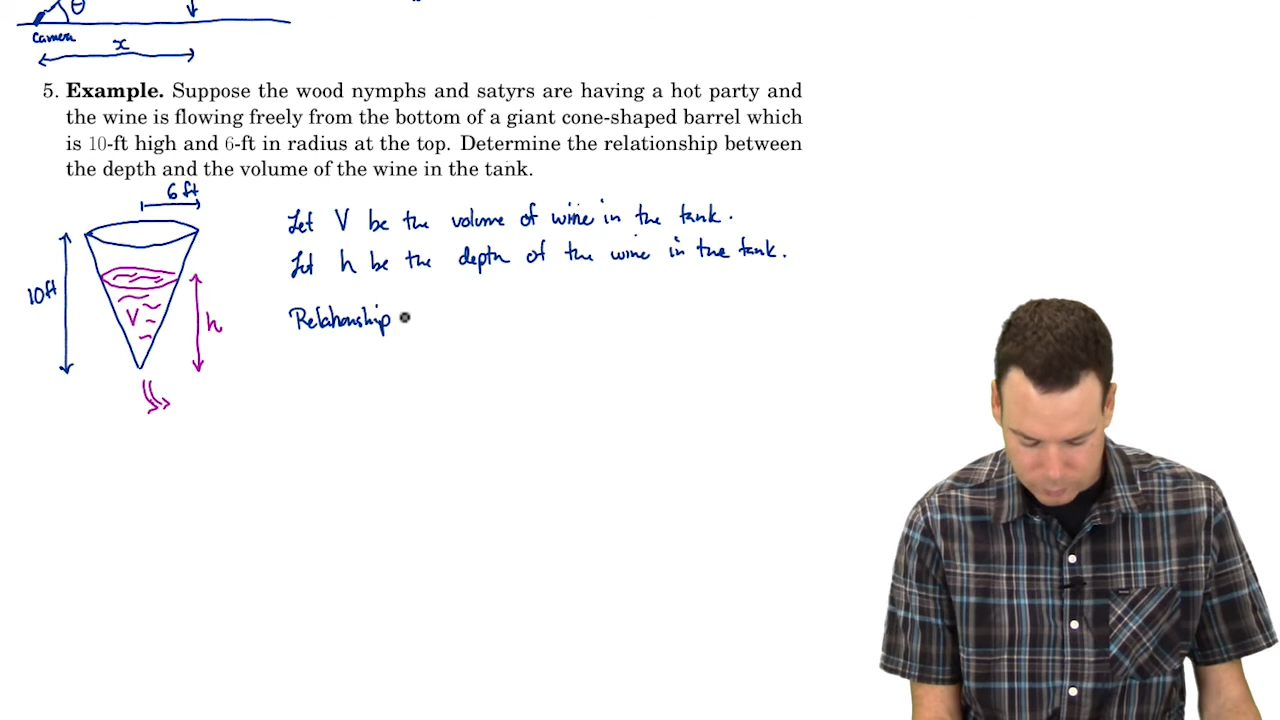 θ
Camera
x
5. Example. Suppose the wood nymphs and satyrs are having a hot party and
the wine is flowing freely from the bottom of a giant cone-shaped barrel which
is 10-ft high and 6-ft in radius at the top. Determine the relationship between
the depth and the volume of the wine in the tank.
6 ft
Let V be the volume of wine in the tank.
Let h be the depth of the wine in the tank.
10ft
V
h
Relationship